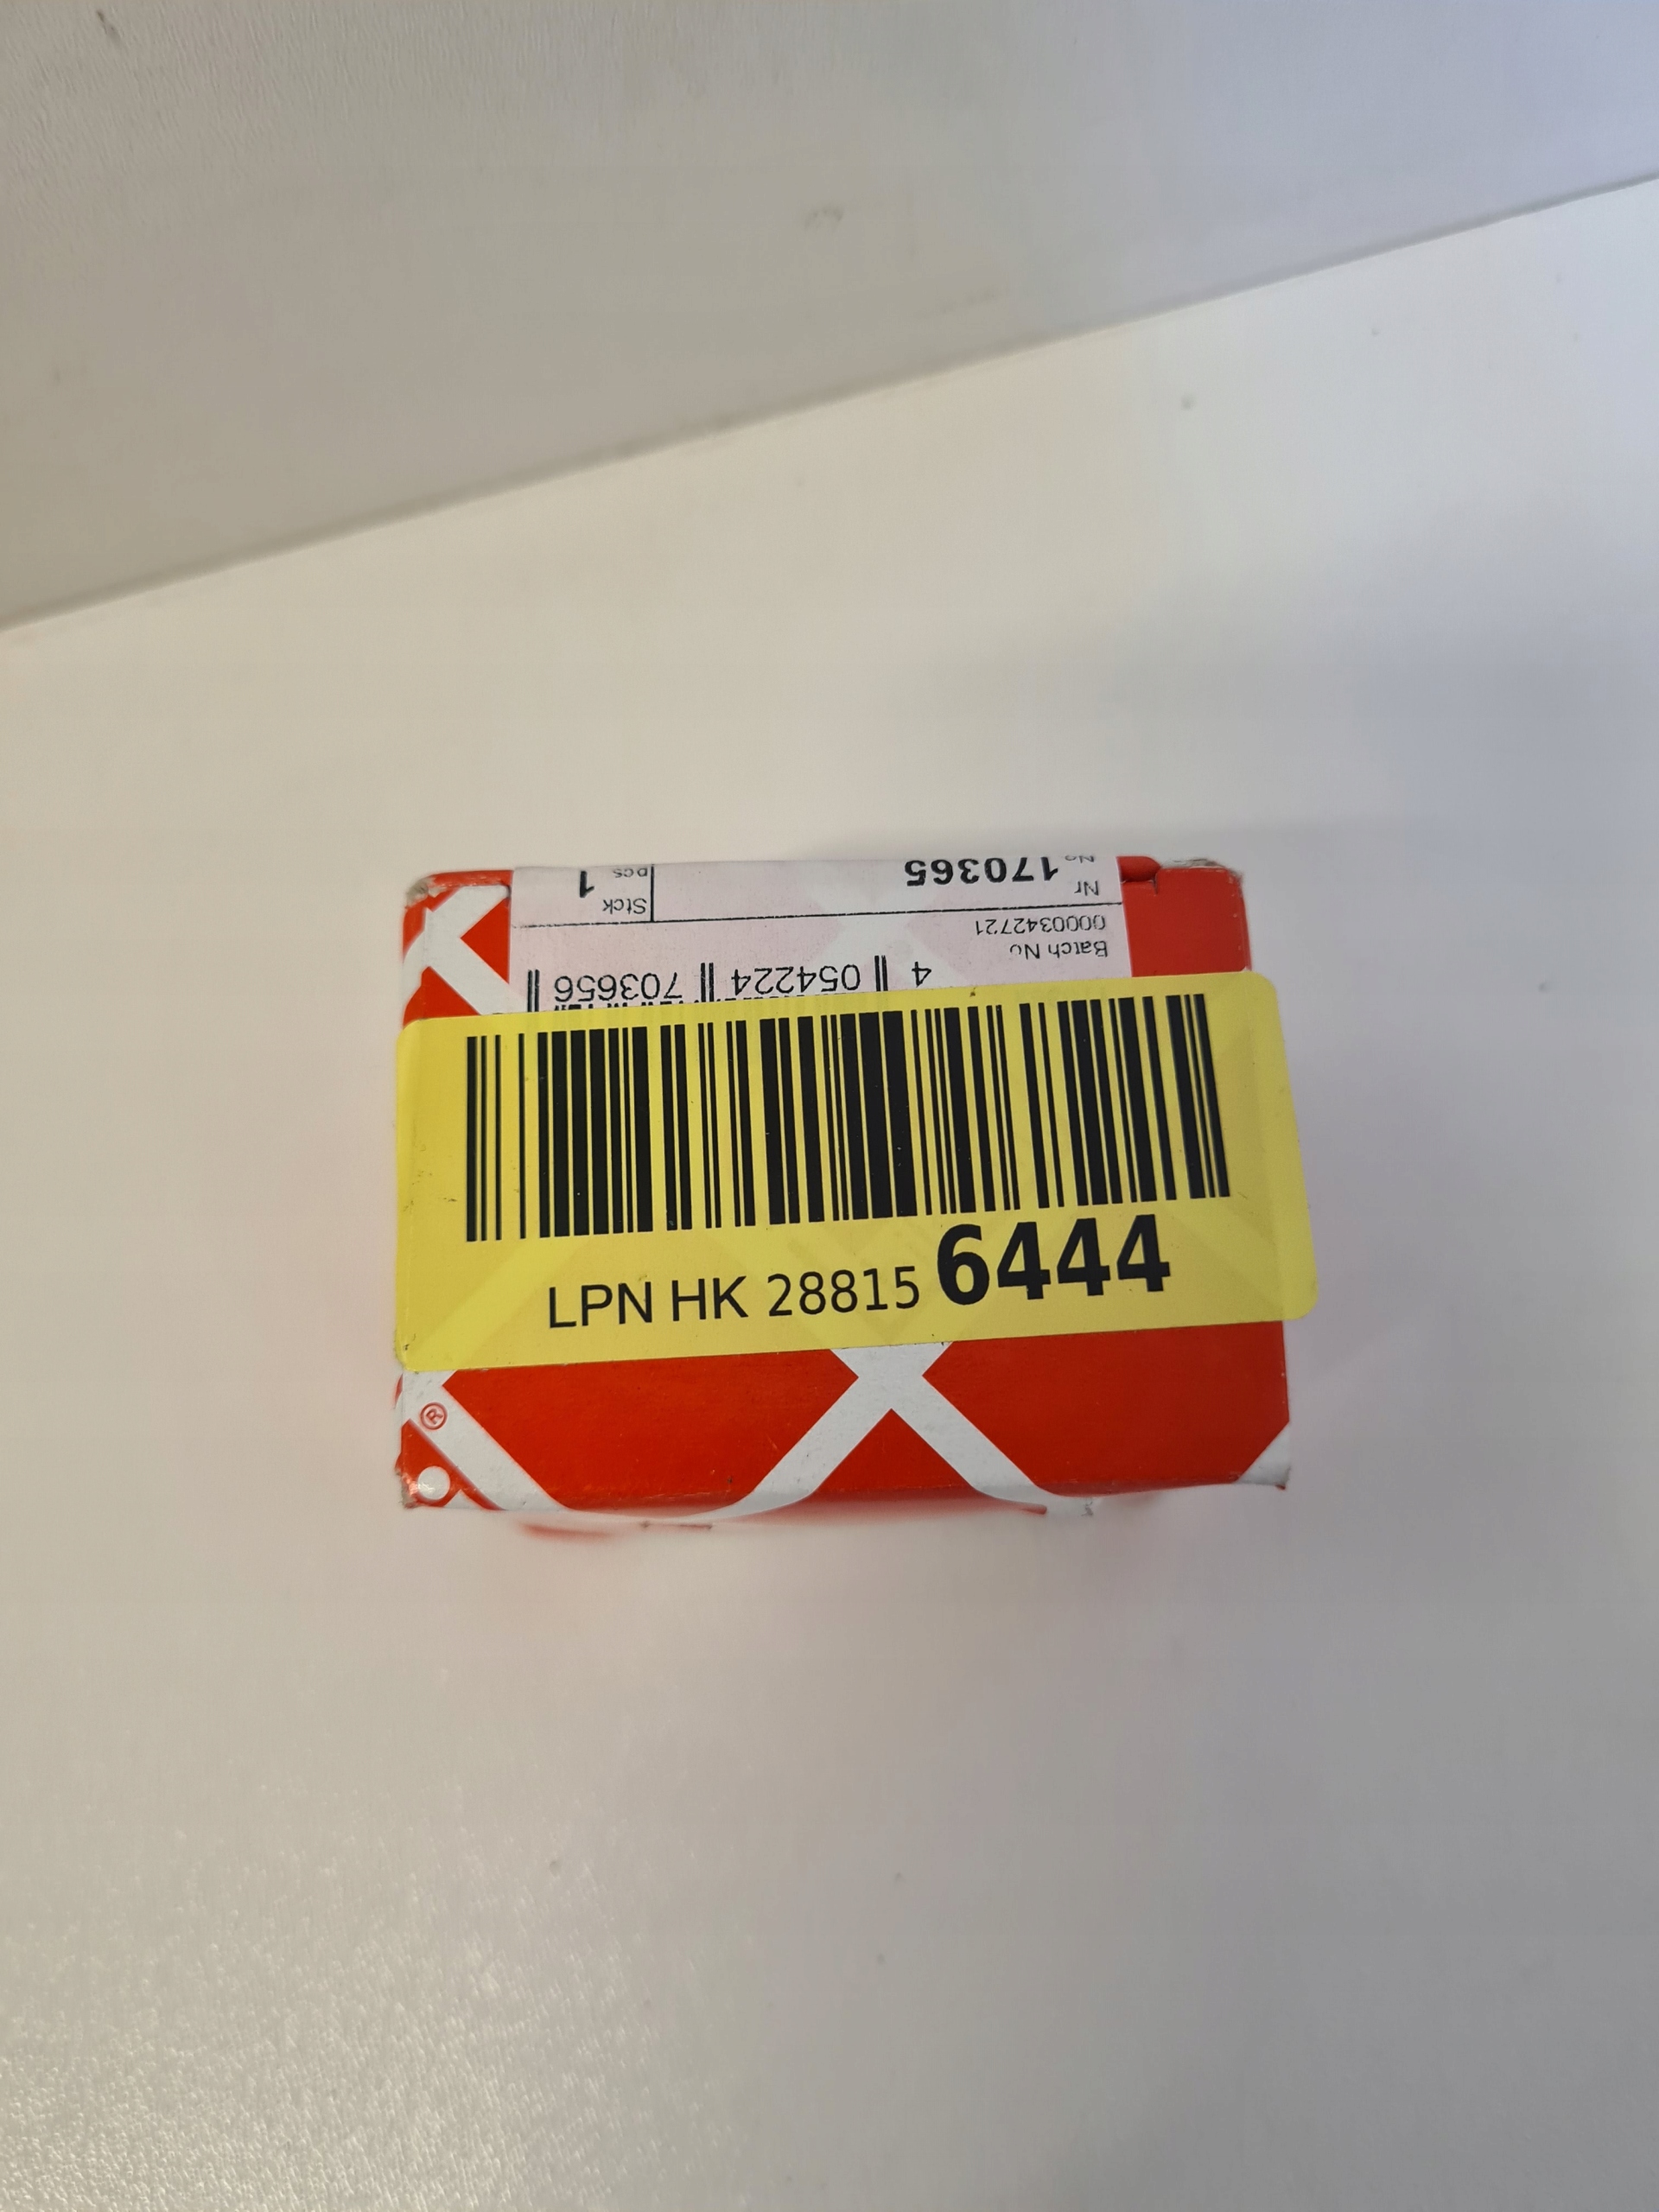 Nr
No 170365
Stck
pcs 1
Batch No
0000342721
4 054224 703656
LPN HK 28815 6444
®